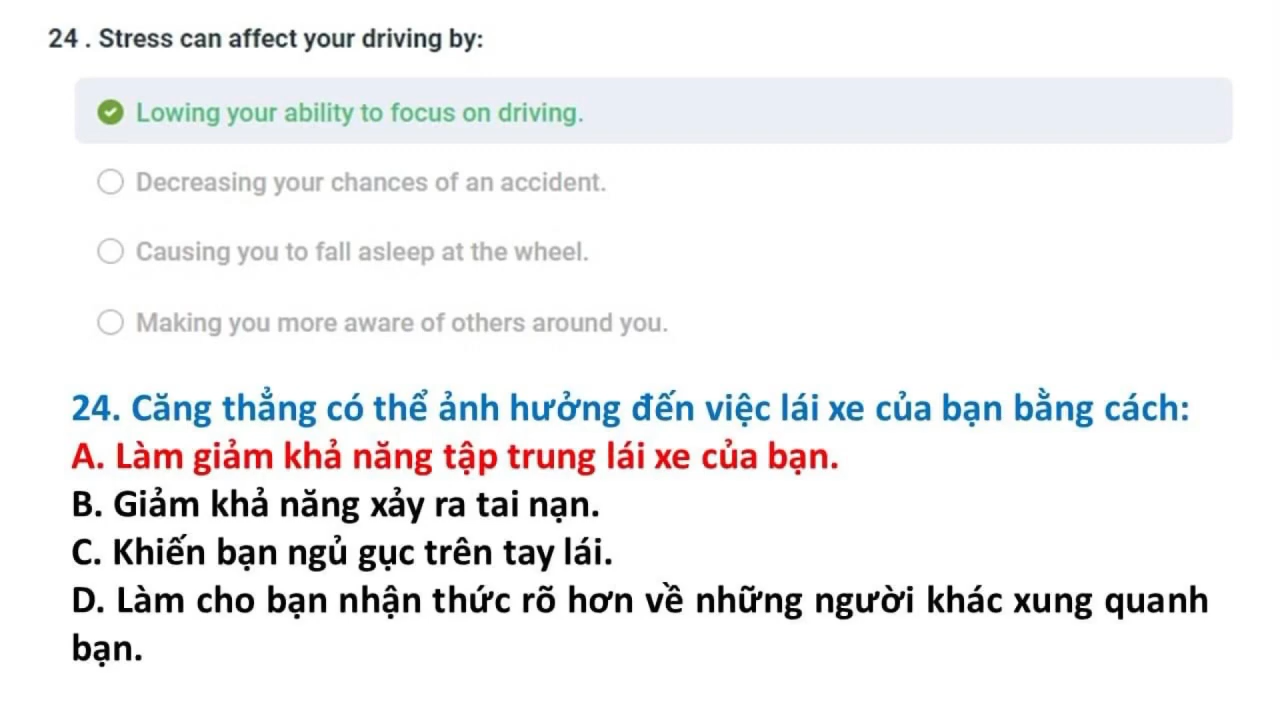 24 . Stress can affect your driving by:
Lowing your ability to focus on driving.
Decreasing your chances of an accident.
Causing you to fall asleep at the wheel.
Making you more aware of others around you.
24. Căng thẳng có thể ảnh hưởng đến việc lái xe của bạn bằng cách:
A. Làm giảm khả năng tập trung lái xe của bạn.
B. Giảm khả năng xảy ra tai nạn.
C. Khiến bạn ngủ gục trên tay lái.
D. Làm cho bạn nhận thức rõ hơn về những người khác xung quanh
bạn.